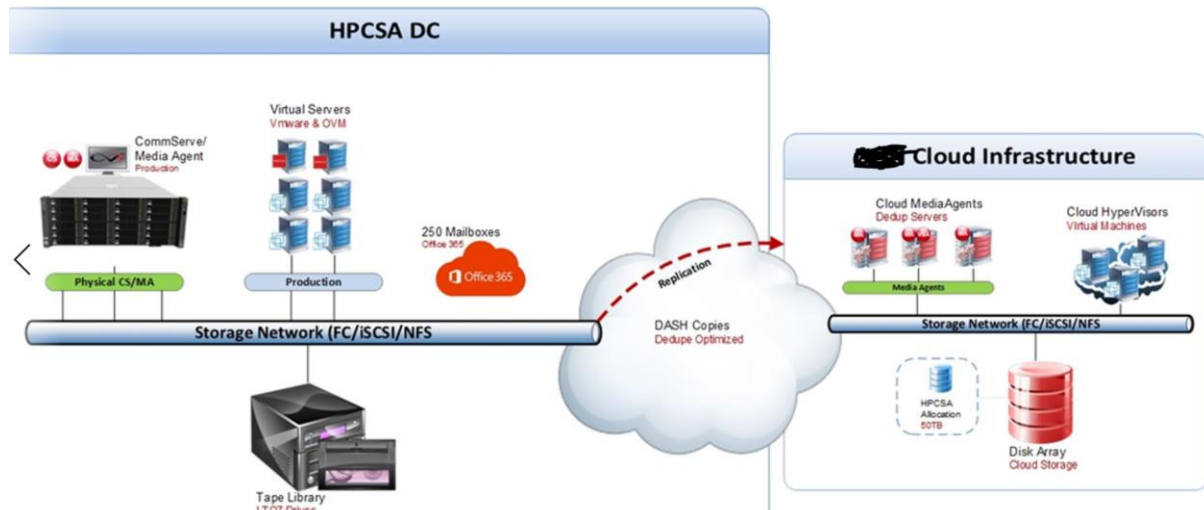 HPCSA DC
CommServe/
Media Agent
Production
Virtual Servers
Vmware & OVM
250 Mailboxes
Office 365
Office 365
Physical CS/MA
Production
Storage Network (FC/iSCSI/NFS
Tape Library
LTO7 Drives
Replication
DASH Copies
Dedupe Optimized
Cloud Infrastructure
Cloud MediaAgents
Dedup Servers
Cloud HyperVisors
Virtual Machines
Media Agents
Storage Network (FC/iSCSI/NFS
HPCSA
Allocation
50TB
Disk Array
Cloud Storage